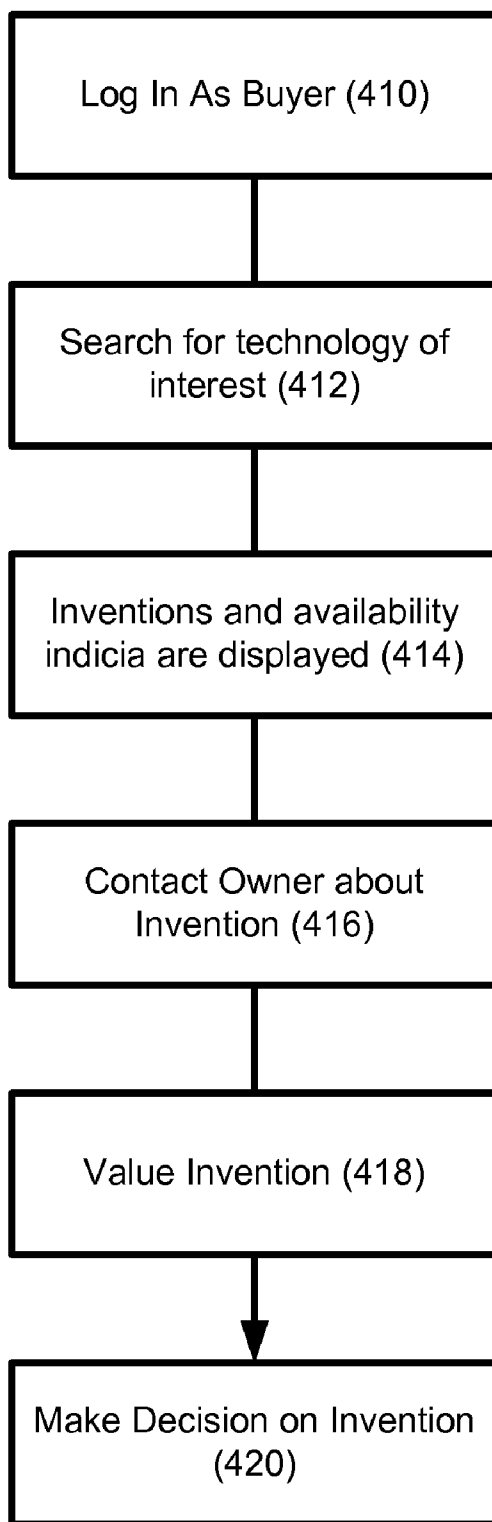 Log In As Buyer (410)
Search for technology of
interest (412)
Inventions and availability
indicia are displayed (414)
Contact Owner about
Invention (416)
Value Invention (418)
Make Decision on Invention
(420)